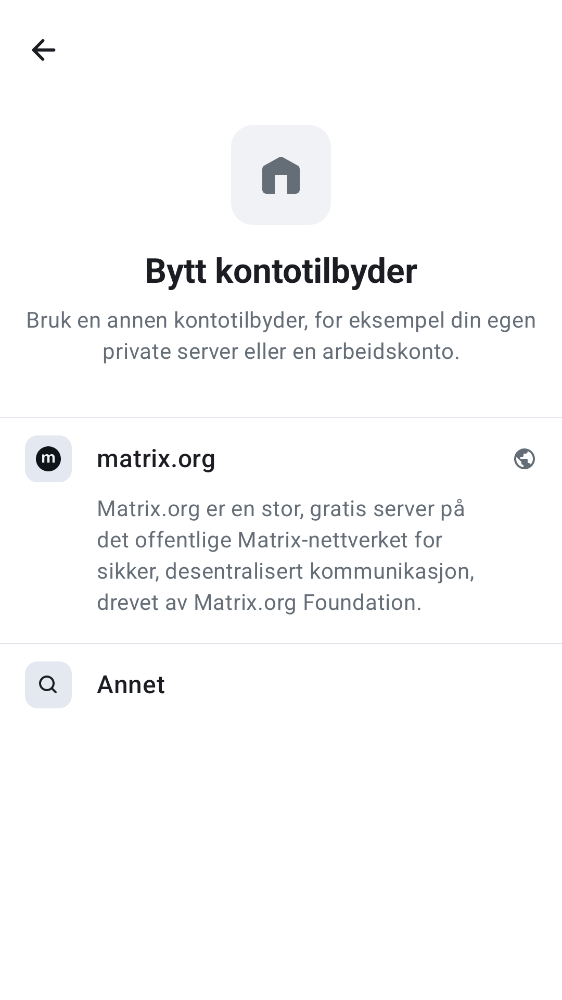 Bytt kontotilbyder
Bruk en annen kontotilbyder, for eksempel din egen
private server eller en arbeidskonto.
m
matrix.org
Matrix.org er en stor, gratis server på
det offentlige Matrix-nettverket for
sikker, desentralisert kommunikasjon,
drevet av Matrix.org Foundation.
Annet